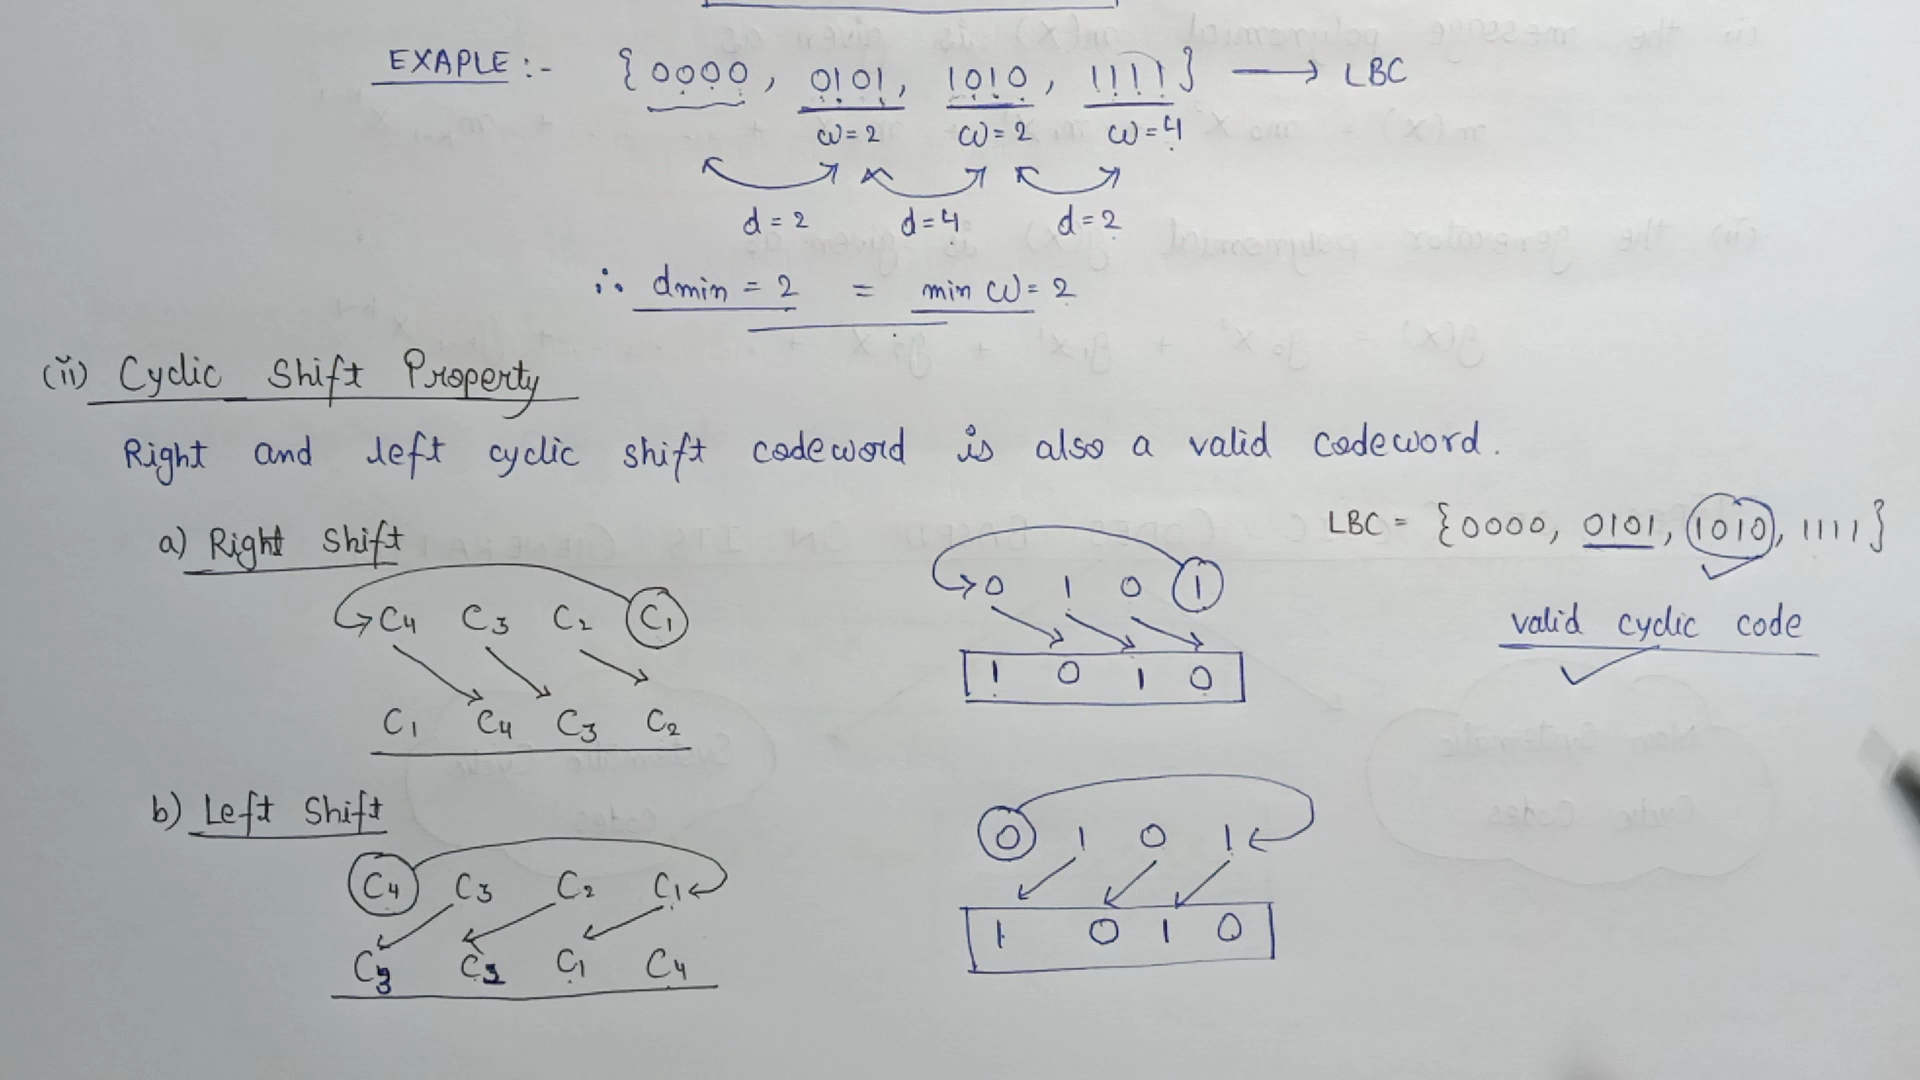 EXAPLE :- {0000, 0101, 1010, 1111} → LBC
ω=2 ω=2 ω=4
d=2 d=4 d=2
∴ dmin = 2 = min ω = 2
(ii) Cyclic Shift Property
Right and left cyclic shift codeword is also a valid codeword.
LBC = {0000, 0101, 1010, 1111}
valid cyclic code
a) Right Shift
C4 C3 C2 C1
C1 C4 C3 C2
0 1 0 1
1 0 1 0
b) Left Shift
C4 C3 C2 C1
C3 C2 C1 C4
0 1 0 1
1 0 1 0